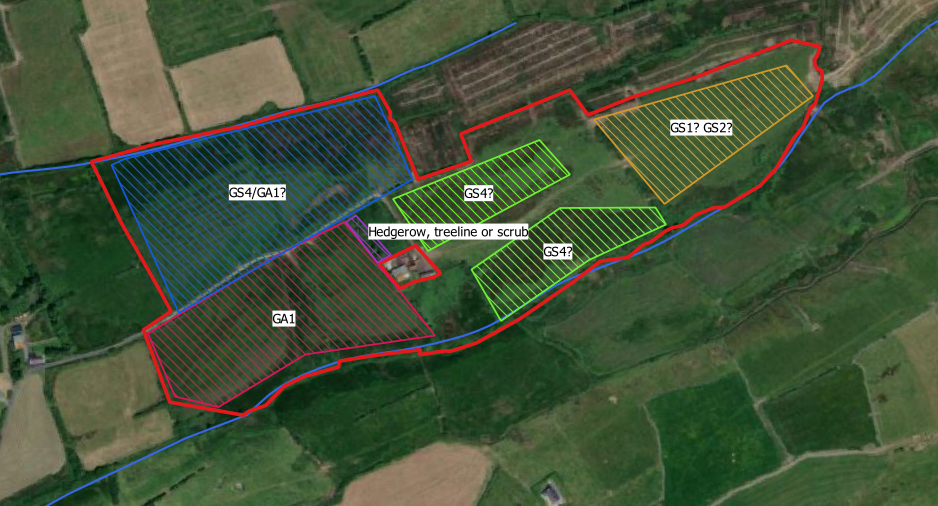 GS1? GS2?
GS4/GA1?
GS4?
Hedgerow, treeline or scrub
GS4?
GA1